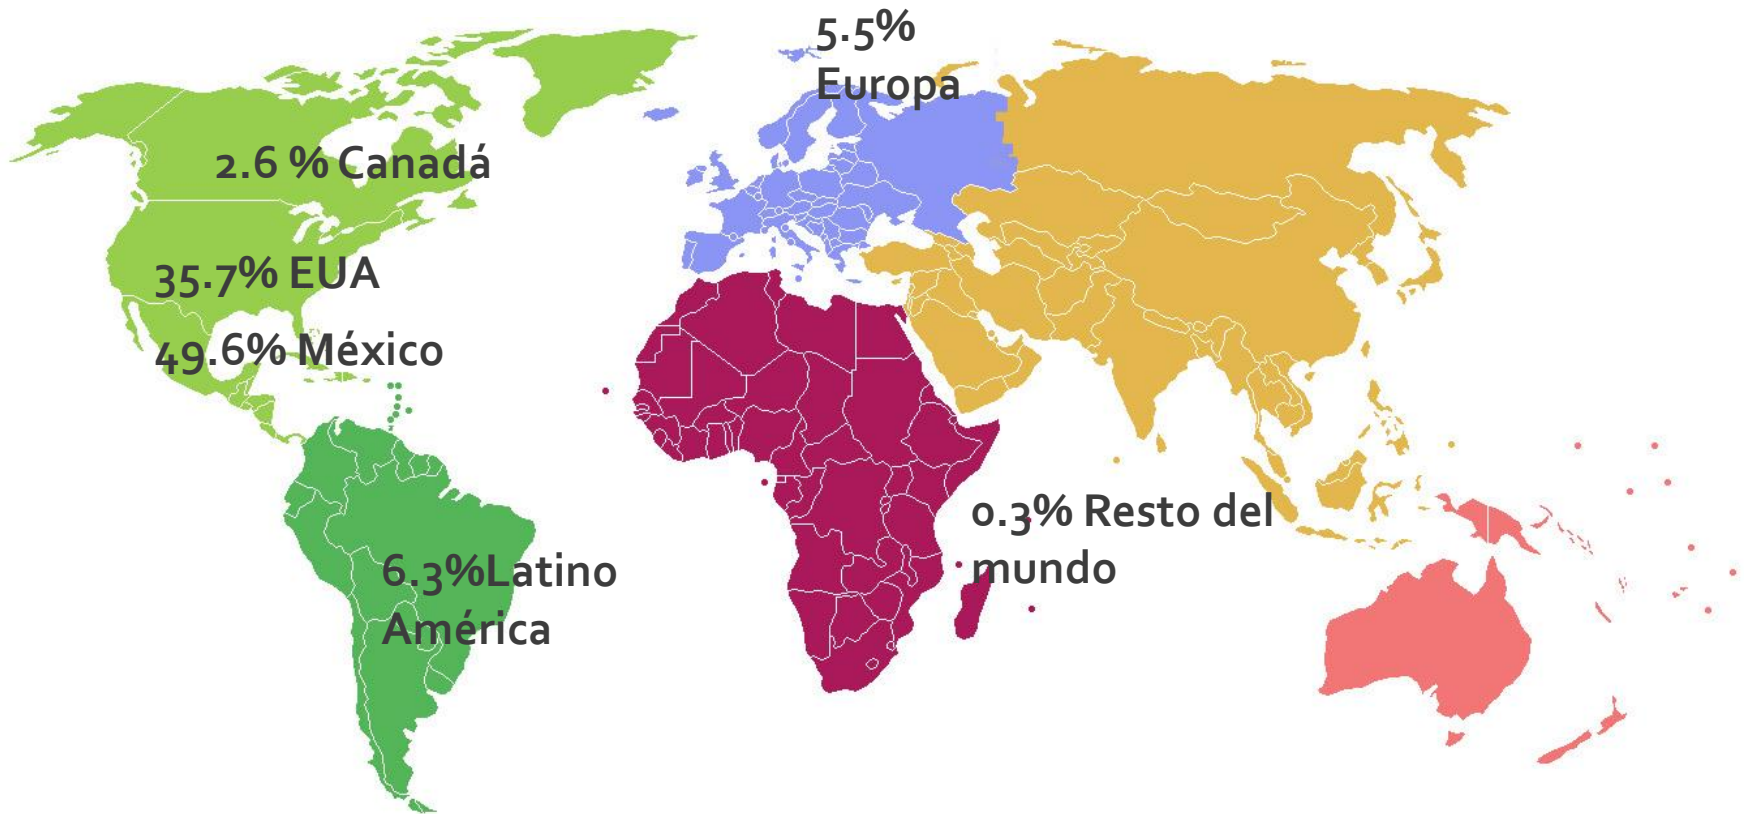 5.5%
Europa
2.6 % Canadá
35.7% EUA
49.6% México
0.3% Resto del
mundo
6.3%Latino
América